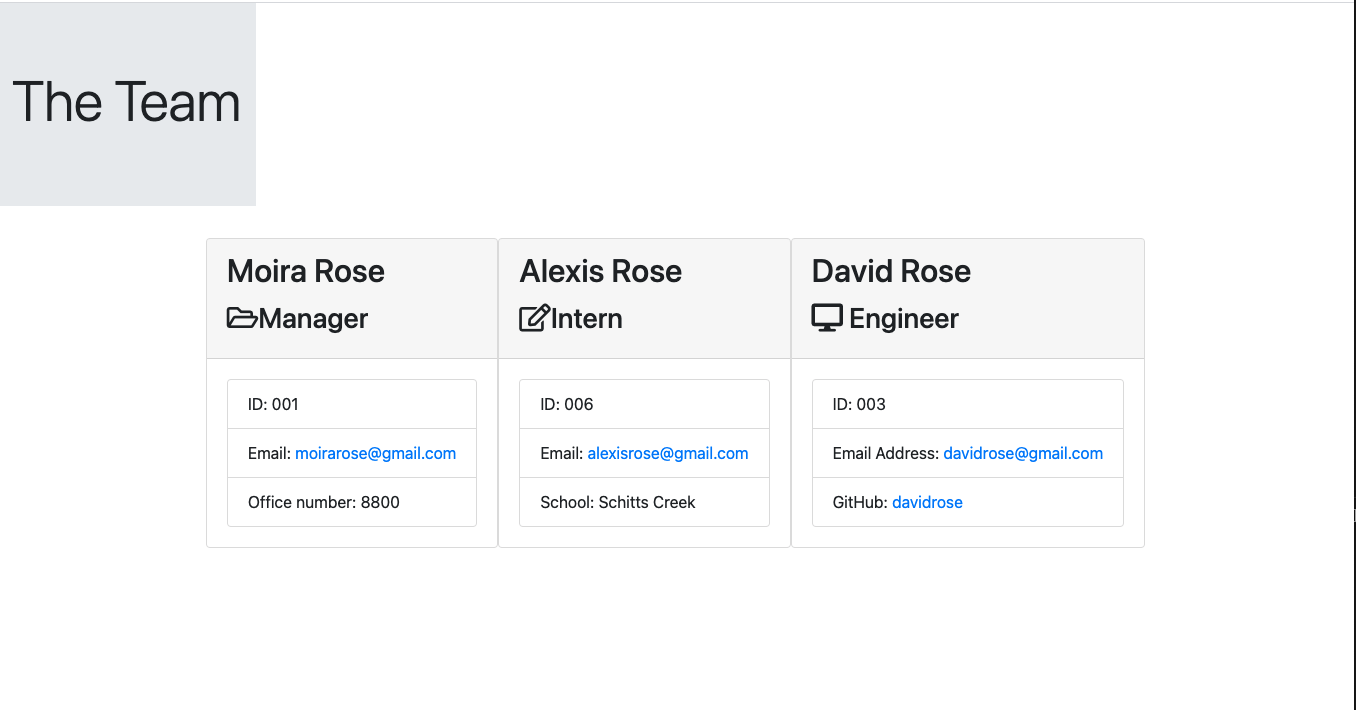 The Team
Moira Rose
Manager
ID: 001
Email: moirarose@gmail.com
Office number: 8800
Alexis Rose
Intern
ID: 006
Email: alexisrose@gmail.com
School: Schitts Creek
David Rose
Engineer
ID: 003
Email Address: davidrose@gmail.com
GitHub: davidrose